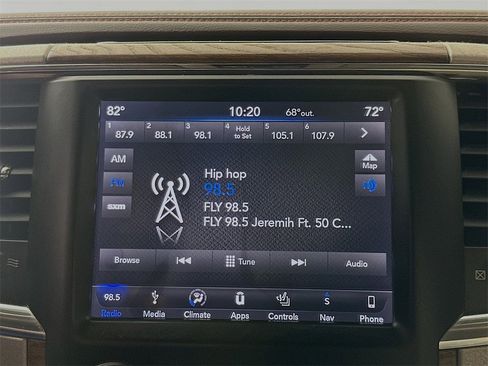 82° 10:20 68°out. 72°
1 87.9 2 88.1 3 98.1 4 Hold to Set 5 105.1 6 107.9
AM
Map
Hip hop
FM
98.5
FLY 98.5
sxm
FLY 98.5 Jeremih Ft. 50 C...
Browse Tune Audio
98.5 S
Radio Media Climate Apps Controls Nav Phone